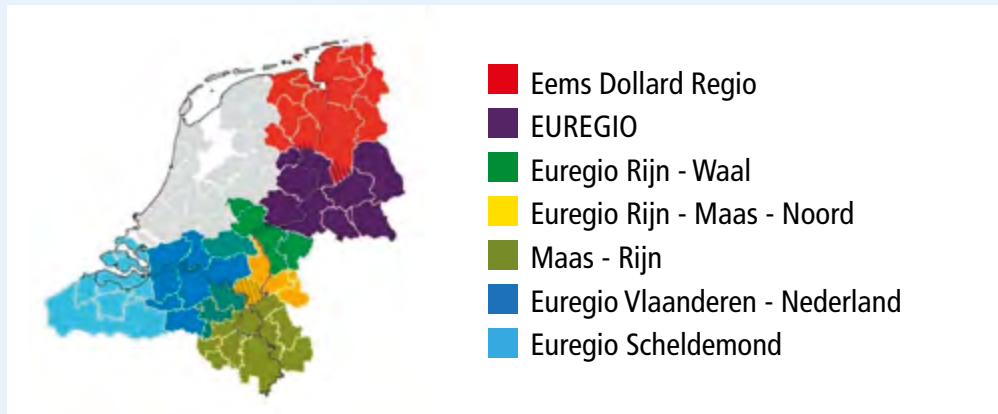 Eems Dollard Regio
EUREGIO
Euregio Rijn - Waal
Euregio Rijn - Maas - Noord
Maas - Rijn
Euregio Vlaanderen - Nederland
Euregio Scheldemond